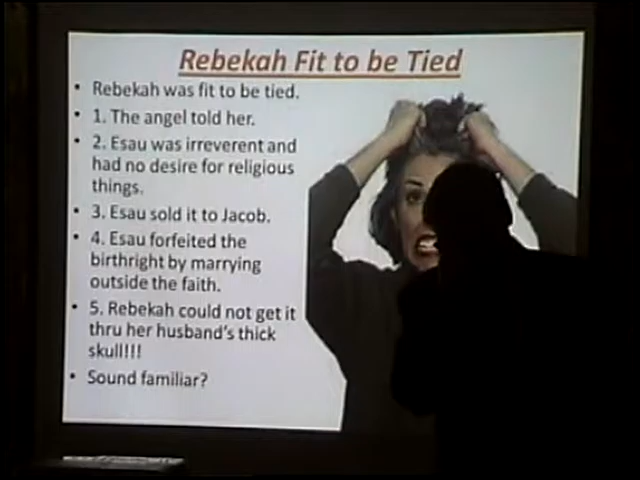 Rebekah Fit to be Tied
• Rebekah was fit to be tied.
• 1. The angel told her.
• 2. Esau was irreverent and
had no desire for religious
things.
• 3. Esau sold it to Jacob.
• 4. Esau forfeited the
birthright by marrying
outside the faith.
• 5. Rebekah could not get it
thru her husband's thick
skull!!!
• Sound familiar?